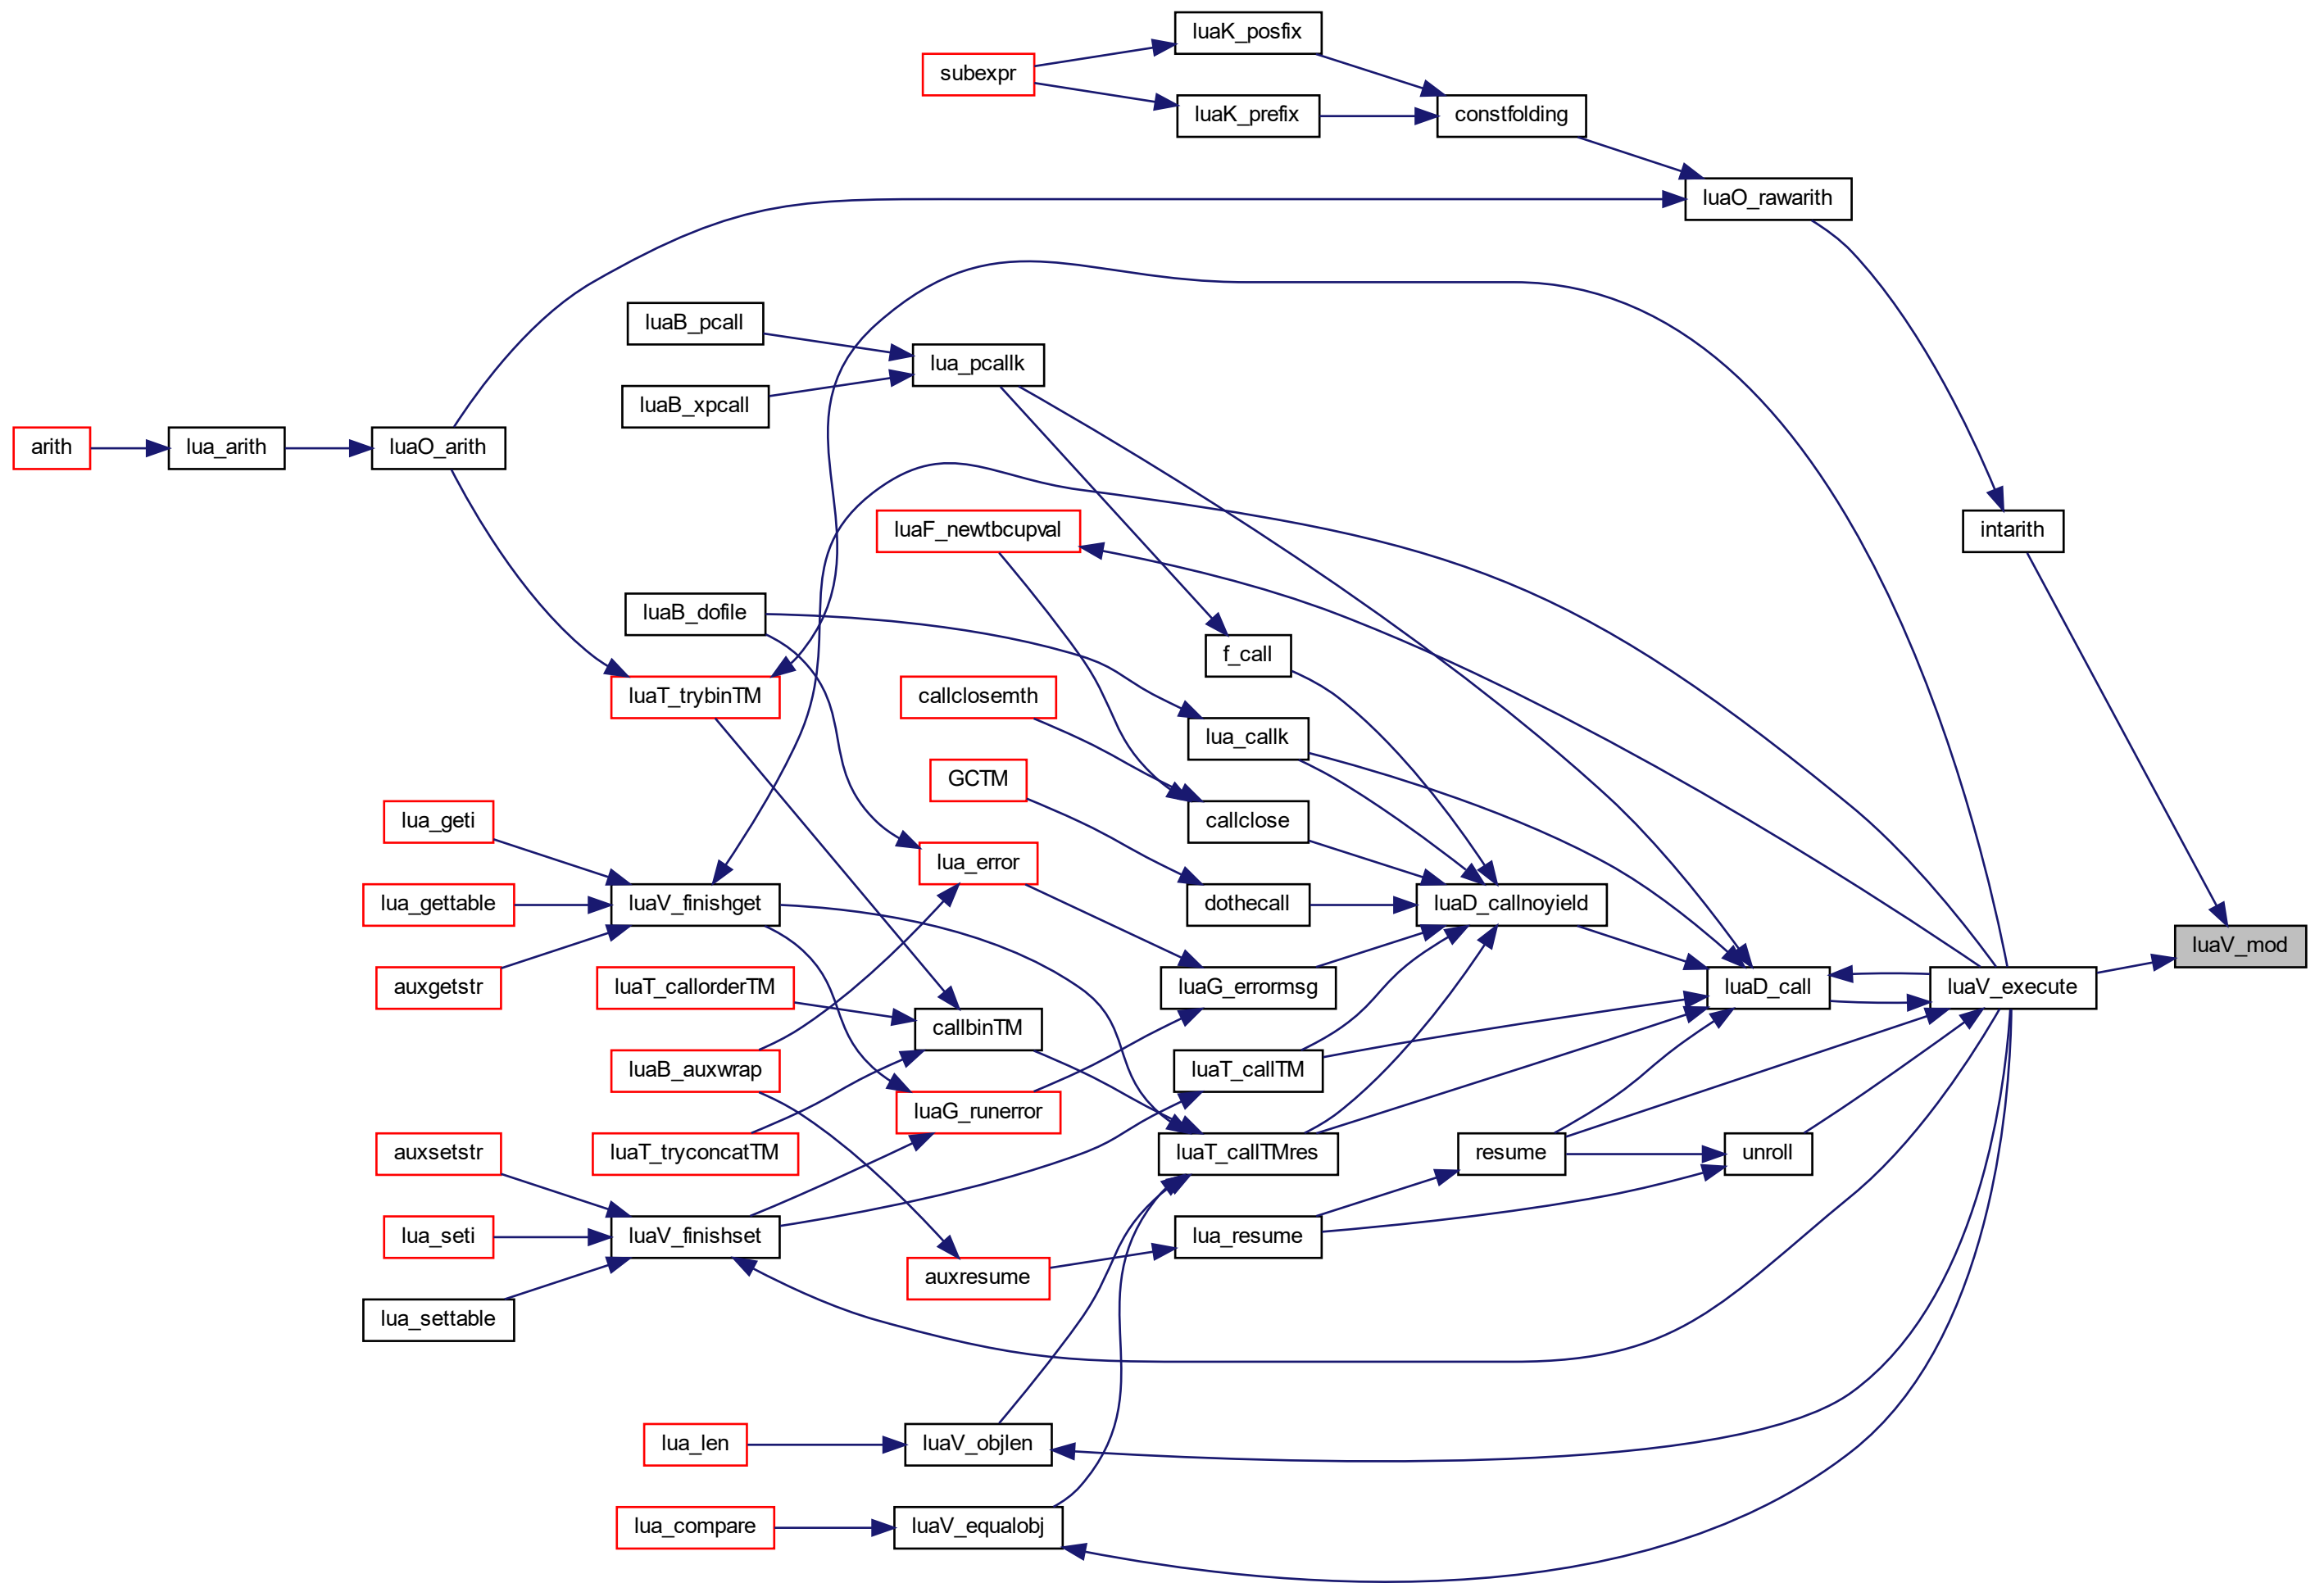 luaK_posfix
subexpr
luaK_prefix
constfolding
luaO_rawarith
luaB_pcall
lua_pcallk
luaB_xpcall
arith
lua_arith
luaO_arith
luaF_newtbcupval
intarith
luaB_dofile
f_call
luaT_trybinTM
callclosemth
lua_callk
GCTM
lua_geti
callclose
lua_error
lua_gettable
luaV_finishget
dothecall
luaD_callnoyield
luaV_mod
auxgetstr
luaT_callorderTM
luaG_errormsg
luaD_call
luaV_execute
callbinTM
luaB_auxwrap
luaT_callTM
luaG_runerror
auxsetstr
luaT_tryconcatTM
luaT_callTMres
resume
unroll
lua_seti
luaV_finishset
lua_resume
auxresume
lua_settable
lua_len
luaV_objlen
lua_compare
luaV_equalobj